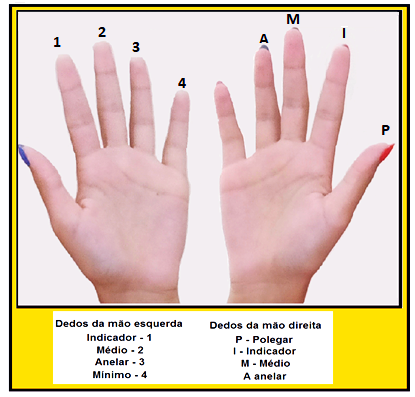 1
2
3
4
A
M
I
P
Dedos da mão esquerda
Indicador - 1
Médio - 2
Anelar - 3
Mínimo - 4
Dedos da mão direita
P - Polegar
I - Indicador
M - Médio
A anelar